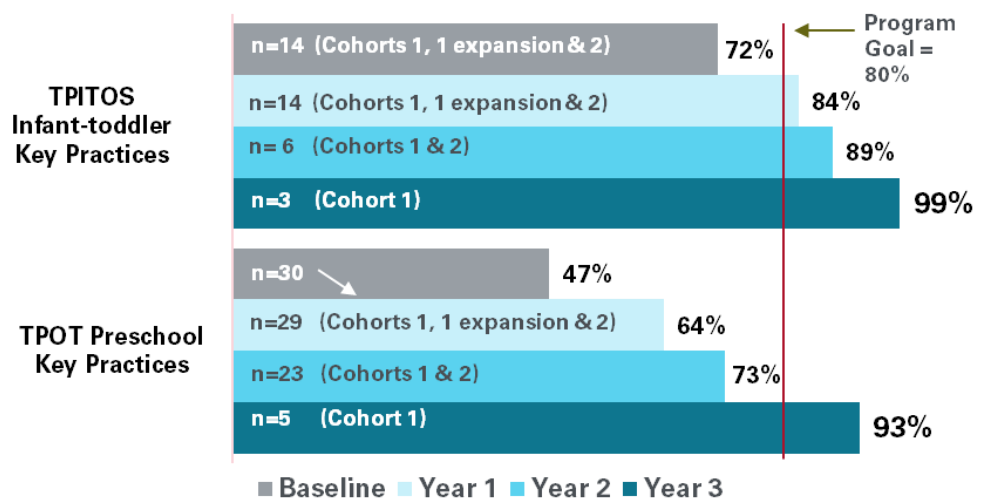 n=14 (Cohorts 1, 1 expansion & 2)
72%
Program
Goal =
80%
TPITOS
Infant-toddler
Key Practices
n=14 (Cohorts 1, 1 expansion & 2)
84%
n= 6 (Cohorts 1 & 2)
89%
n=3 (Cohort 1)
99%
TPOT Preschool
Key Practices
n=30
47%
n=29 (Cohorts 1, 1 expansion & 2)
64%
n=23 (Cohorts 1 & 2)
73%
n=5 (Cohort 1)
93%
Baseline Year 1 Year 2 Year 3